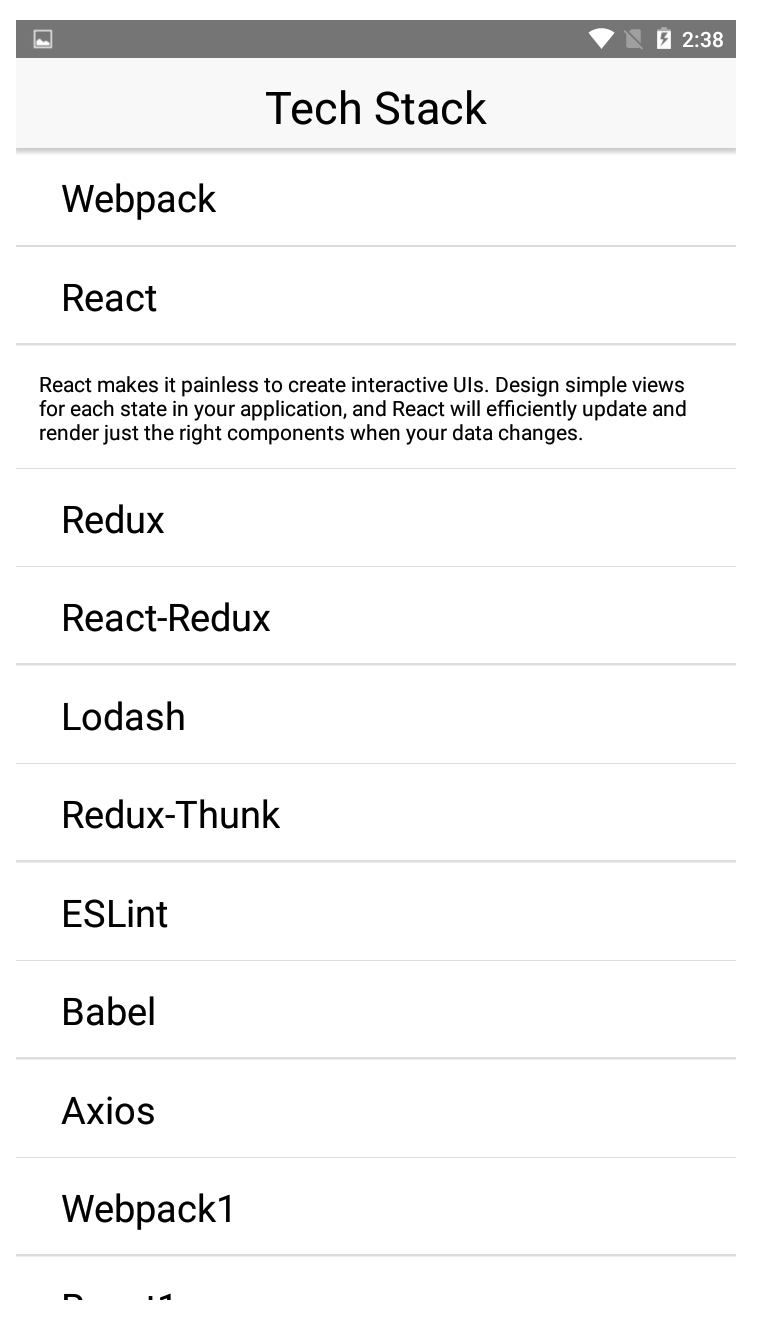 2:38
Tech Stack
Webpack
React
React makes it painless to create interactive UIs. Design simple views
for each state in your application, and React will efficiently update and
render just the right components when your data changes.
Redux
React-Redux
Lodash
Redux-Thunk
ESLint
Babel
Axios
Webpack1
React1